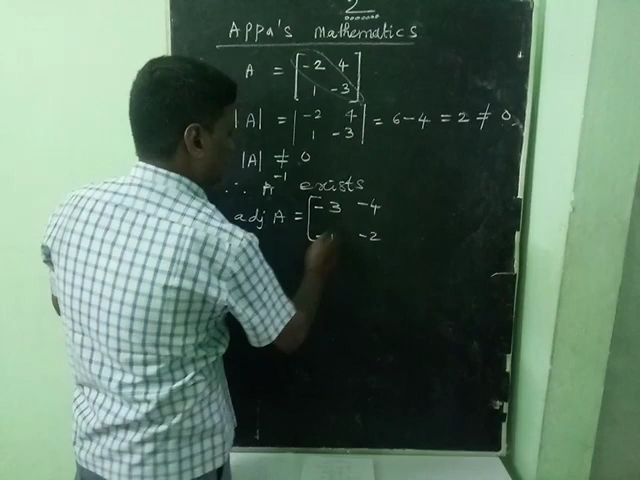 2
Appa's Mathematics
A = [-2 4
1 -3]
|A| = |-2 4
1 -3| = 6-4 = 2 ≠ 0
|A| ≠ 0
∴ A⁻¹ exists
adj A = [-3 -4
-1 -2